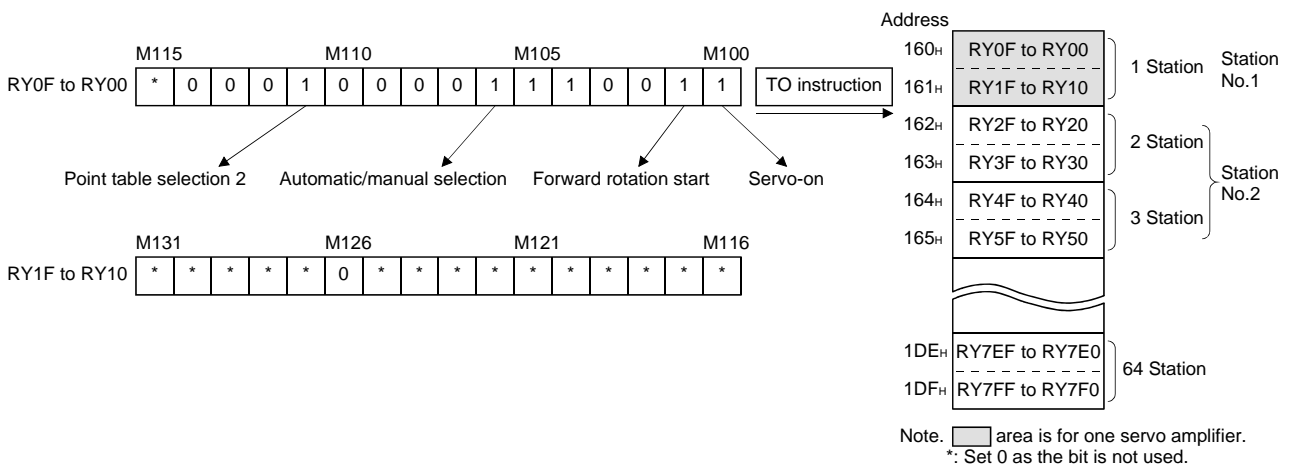 Address
M115 M110 M105 M100
RY0F to RY00 * 0 0 0 1 0 0 0 0 1 1 1 0 0 1 1 TO instruction
Point table selection 2 Automatic/manual selection Forward rotation start Servo-on
M131 M126 M121 M116
RY1F to RY10 * * * * * 0 * * * * * * * * * *
160H RY0F to RY00
161H RY1F to RY10
1 Station
Station
No.1
162H RY2F to RY20
163H RY3F to RY30
2 Station
164H RY4F to RY40
165H RY5F to RY50
3 Station
Station
No.2
1DEH RY7EF to RY7E0
1DFH RY7FF to RY7F0
64 Station
Note. area is for one servo amplifier.
*: Set 0 as the bit is not used.